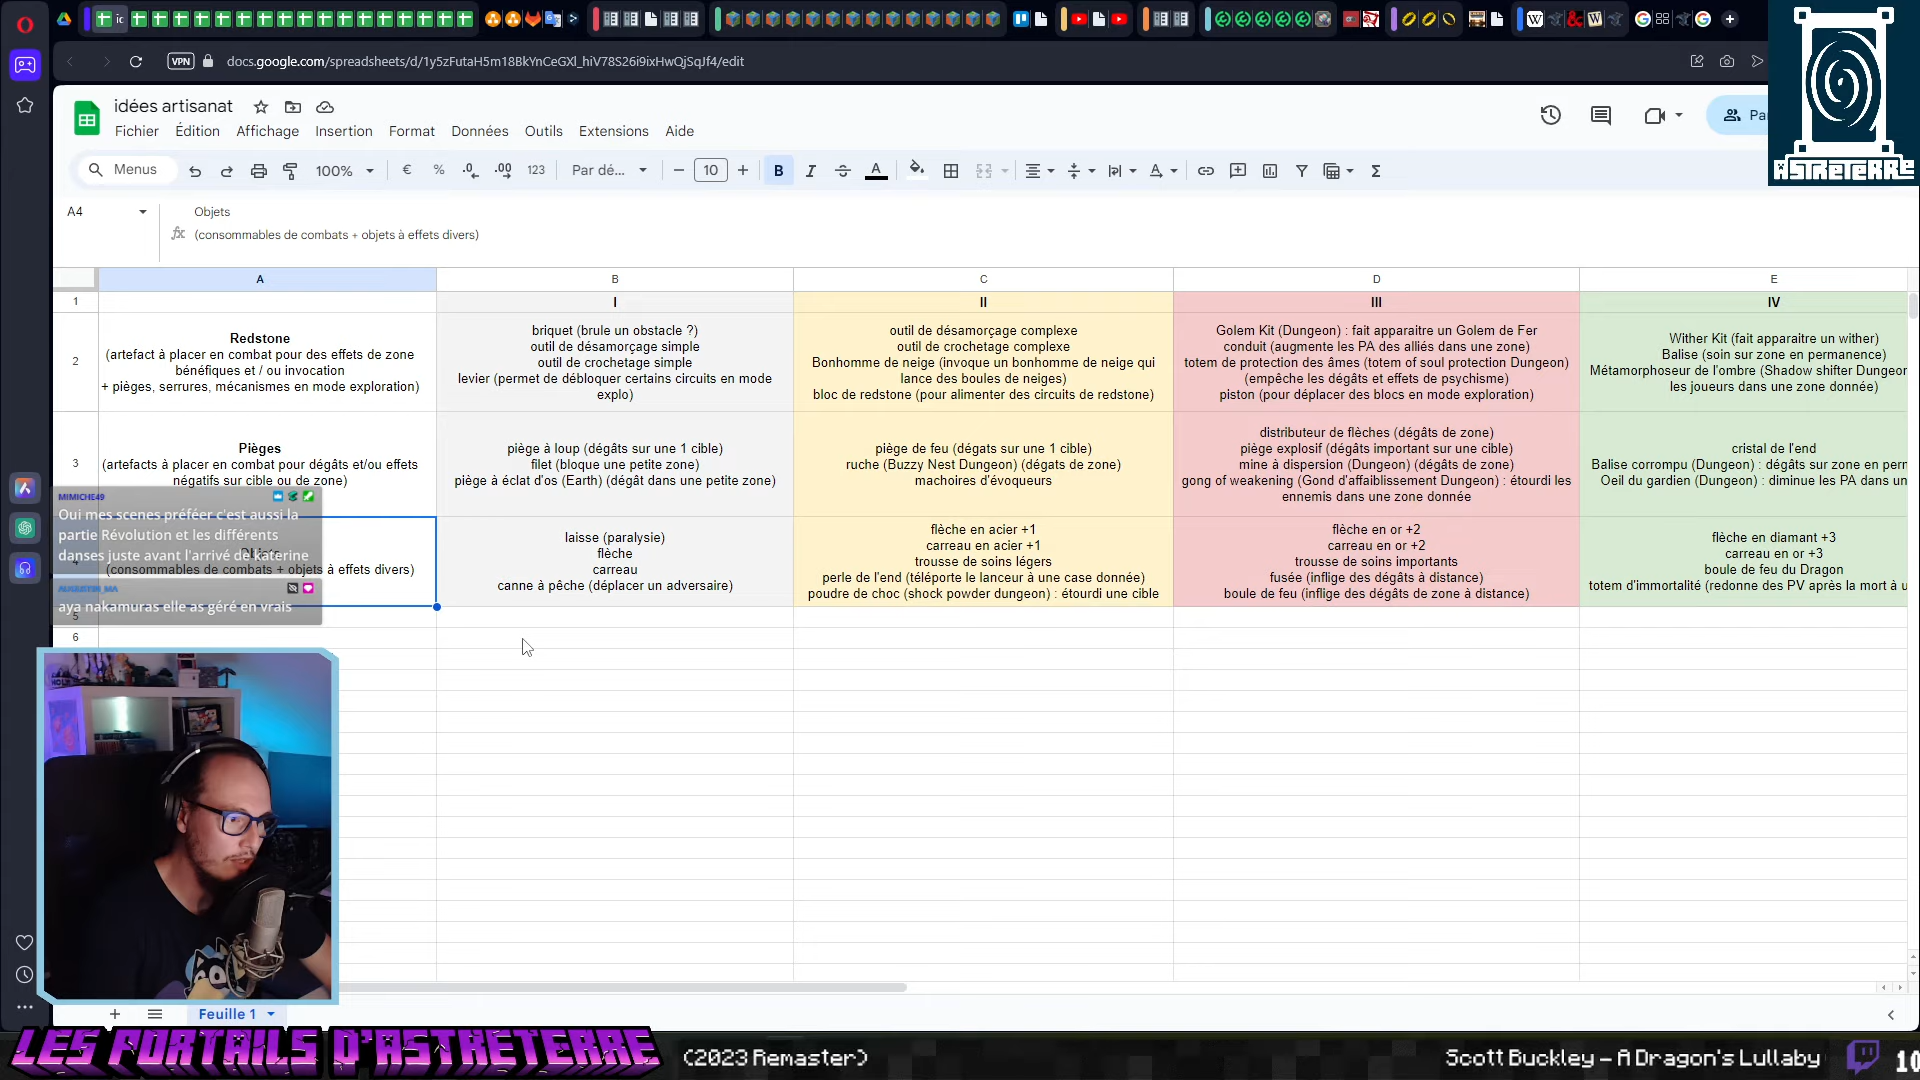 ic
VPN
docs.google.com/spreadsheets/d/1y5zFutaH5m18BkYnCeGXl_hiV78S26i9ixHwQjSqJf4/edit
ASTRETERRE
idées artisanat
Fichier Édition Affichage Insertion Format Données Outils Extensions Aide
Menus 100% € % .0 .00 123 Par dé... 10
A4
Objets
(consommables de combats + objets à effets divers)
A B C D E
1 I II III IV
2
Redstone
(artefact à placer en combat pour des effets de zone
bénéfiques et / ou invocation
+ pièges, serrures, mécanismes en mode exploration)
briquet (brule un obstacle ?)
outil de désamorçage simple
outil de crochetage simple
levier (permet de débloquer certains circuits en mode
explo)
outil de désamorçage complexe
outil de crochetage complexe
Bonhomme de neige (invoque un bonhomme de neige qui
lance des boules de neiges)
bloc de redstone (pour alimenter des circuits de redstone)
Golem Kit (Dungeon) : fait apparaitre un Golem de Fer
conduit (augmente les PA des alliés dans une zone)
totem de protection des âmes (totem of soul protection Dungeon)
(empêche les dégâts et effets de psychisme)
piston (pour déplacer des blocs en mode exploration)
Wither Kit (fait apparaitre un wither)
Balise (soin sur zone en permanence)
Métamorphoseur de l'ombre (Shadow shifter Dungeon
les joueurs dans une zone donnée)
3
Pièges
(artefacts à placer en combat pour dégâts et/ou effets
négatifs sur cible ou de zone)
piège à loup (dégâts sur une 1 cible)
filet (bloque une petite zone)
piège à éclat d'os (Earth) (dégât dans une petite zone)
piège de feu (dégats sur une 1 cible)
ruche (Buzzy Nest Dungeon) (dégats de zone)
machoires d'évoqueurs
distributeur de flèches (dégâts de zone)
piège explosif (dégâts important sur une cible)
mine à dispersion (Dungeon) (dégâts de zone)
gong of weakening (Gond d'affaiblissement Dungeon) : étourdi les
ennemis dans une zone donnée
cristal de l'end
Balise corrompu (Dungeon) : dégâts sur zone en perm
Oeil du gardien (Dungeon) : diminue les PA dans un
4
Objets
(consommables de combats + objets à effets divers)
laisse (paralysie)
flèche
carreau
canne à pêche (déplacer un adversaire)
flèche en acier +1
carreau en acier +1
trousse de soins légers
perle de l'end (téléporte le lanceur à une case donnée)
poudre de choc (shock powder dungeon) : étourdi une cible
flèche en or +2
carreau en or +2
trousse de soins importants
fusée (inflige des dégâts à distance)
boule de feu (inflige des dégâts de zone à distance)
flèche en diamant +3
carreau en or +3
boule de feu du Dragon
totem d'immortalité (redonne des PV après la mort à u
MIMICHE49
Oui mes scenes préféer c'est aussi la
partie Révolution et les différents
danses juste avant l'arrivé de katerine
AUGUSTIN_MA
aya nakamuras elle as géré en vrais
5
6
Feuille 1
LES PORTAILS D'ASTRETERRE
(2023 Remaster)
Scott Buckley – A Dragon's Lullaby
10